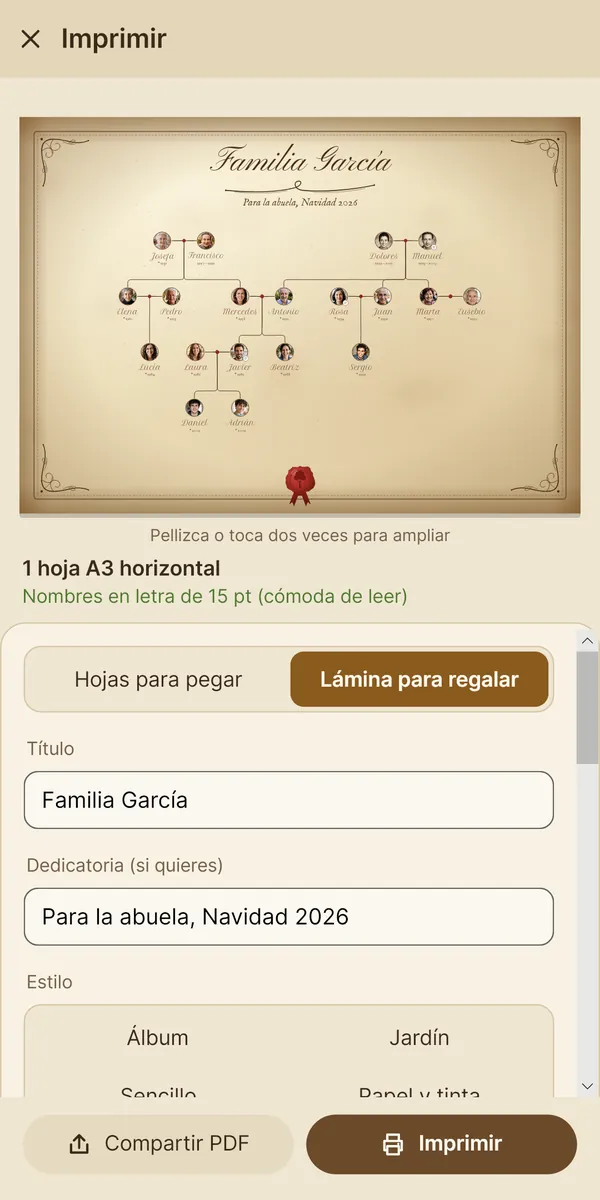 Imprimir
Familia García
Para la abuela, Navidad 2026
Josefa Francisco Dolores Manuel
Elena Pedro Mercedes Antonio Rosa Juan Marta Eusebio
Lucía Laura Javier Beatriz Sergio
Daniel Adrián
Pellizca o toca dos veces para ampliar
1 hoja A3 horizontal
Nombres en letra de 15 pt (cómoda de leer)
Hojas para pegar Lámina para regalar
Título
Familia García
Dedicatoria (si quieres)
Para la abuela, Navidad 2026
Estilo
Álbum Jardín
Sencillo Papel y tinta
Compartir PDF Imprimir